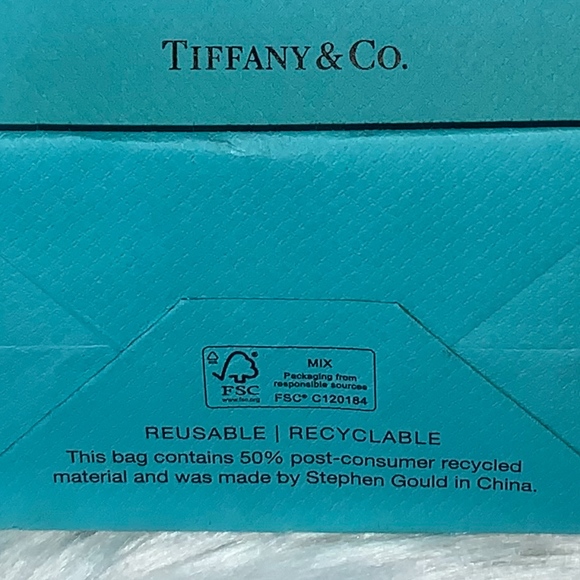 TIFFANY & CO.
FSC®
www.fsc.org
MIX
Packaging from
responsible sources
FSC® C120184
REUSABLE | RECYCLABLE
This bag contains 50% post-consumer recycled
material and was made by Stephen Gould in China.